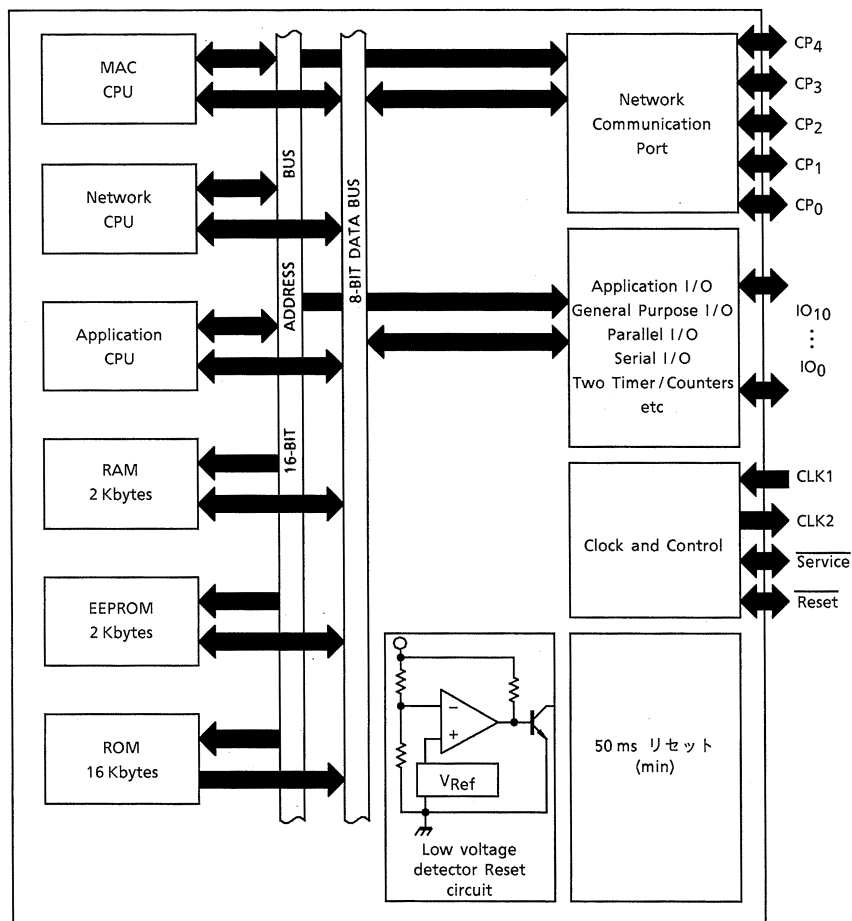 MAC
CPU
Network
CPU
Application
CPU
RAM
2 Kbytes
EEPROM
2 Kbytes
ROM
16 Kbytes
16-BIT ADDRESS BUS
8-BIT DATA BUS
Network
Communication
Port
CP4
CP3
CP2
CP1
CP0
Application I/O
General Purpose I/O
Parallel I/O
Serial I/O
Two Timer/Counters
etc
IO10
⋮
IO0
Clock and Control
CLK1
CLK2
Service
Reset
−
+
VRef
Low voltage
detector Reset
circuit
50 ms リセット
(min)